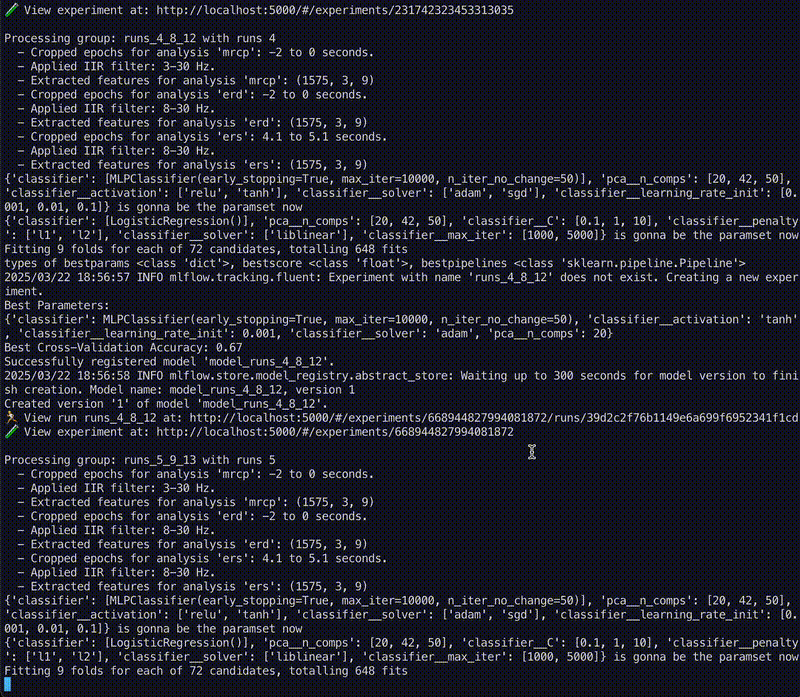 View experiment at: http://localhost:5000/#/experiments/231742323453313035
Processing group: runs_4_8_12 with runs 4
- Cropped epochs for analysis 'mrcp': -2 to 0 seconds.
- Applied IIR filter: 3-30 Hz.
- Extracted features for analysis 'mrcp': (1575, 3, 9)
- Cropped epochs for analysis 'erd': -2 to 0 seconds.
- Applied IIR filter: 8-30 Hz.
- Extracted features for analysis 'erd': (1575, 3, 9)
- Cropped epochs for analysis 'ers': 4.1 to 5.1 seconds.
- Applied IIR filter: 8-30 Hz.
- Extracted features for analysis 'ers': (1575, 3, 9)
{'classifier': [MLPClassifier(early_stopping=True, max_iter=10000, n_iter_no_change=50)], 'pca__n_comps': [20, 42, 50],
'classifier__activation': ['relu', 'tanh'], 'classifier__solver': ['adam', 'sgd'], 'classifier__learning_rate_init': [0.
001, 0.01, 0.1]} is gonna be the paramset now
{'classifier': [LogisticRegression()], 'pca__n_comps': [20, 42, 50], 'classifier__C': [0.1, 1, 10], 'classifier__penalty
': ['l1', 'l2'], 'classifier__solver': ['liblinear'], 'classifier__max_iter': [1000, 5000]} is gonna be the paramset now
Fitting 9 folds for each of 72 candidates, totalling 648 fits
types of bestparams <class 'dict'>, bestscore <class 'float'>, bestpipelines <class 'sklearn.pipeline.Pipeline'>
2025/03/22 18:56:57 INFO mlflow.tracking.fluent: Experiment with name 'runs_4_8_12' does not exist. Creating a new exper
iment.
Best Parameters:
{'classifier': MLPClassifier(early_stopping=True, max_iter=10000, n_iter_no_change=50), 'classifier__activation': 'tanh'
, 'classifier__learning_rate_init': 0.001, 'classifier__solver': 'adam', 'pca__n_comps': 20}
Best Cross-Validation Accuracy: 0.67
Successfully registered model 'model_runs_4_8_12'.
2025/03/22 18:56:58 INFO mlflow.store.model_registry.abstract_store: Waiting up to 300 seconds for model version to fini
sh creation. Model name: model_runs_4_8_12, version 1
Created version '1' of model 'model_runs_4_8_12'.
View run runs_4_8_12 at: http://localhost:5000/#/experiments/668944827994081872/runs/39d2c2f76b1149e6a699f6952341f1cd
View experiment at: http://localhost:5000/#/experiments/668944827994081872
Processing group: runs_5_9_13 with runs 5
- Cropped epochs for analysis 'mrcp': -2 to 0 seconds.
- Applied IIR filter: 3-30 Hz.
- Extracted features for analysis 'mrcp': (1575, 3, 9)
- Cropped epochs for analysis 'erd': -2 to 0 seconds.
- Applied IIR filter: 8-30 Hz.
- Extracted features for analysis 'erd': (1575, 3, 9)
- Cropped epochs for analysis 'ers': 4.1 to 5.1 seconds.
- Applied IIR filter: 8-30 Hz.
- Extracted features for analysis 'ers': (1575, 3, 9)
{'classifier': [MLPClassifier(early_stopping=True, max_iter=10000, n_iter_no_change=50)], 'pca__n_comps': [20, 42, 50],
'classifier__activation': ['relu', 'tanh'], 'classifier__solver': ['adam', 'sgd'], 'classifier__learning_rate_init': [0.
001, 0.01, 0.1]} is gonna be the paramset now
{'classifier': [LogisticRegression()], 'pca__n_comps': [20, 42, 50], 'classifier__C': [0.1, 1, 10], 'classifier__penalty
': ['l1', 'l2'], 'classifier__solver': ['liblinear'], 'classifier__max_iter': [1000, 5000]} is gonna be the paramset now
Fitting 9 folds for each of 72 candidates, totalling 648 fits